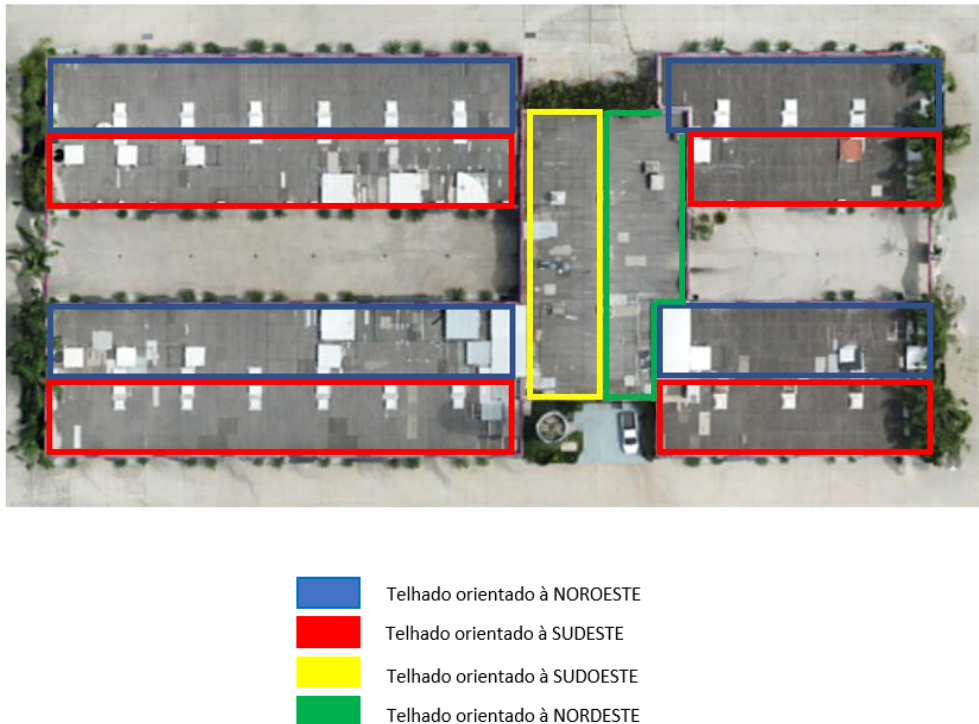 Telhado orientado à NOROESTE
Telhado orientado à SUDESTE
Telhado orientado à SUDOESTE
Telhado orientado à NORDESTE